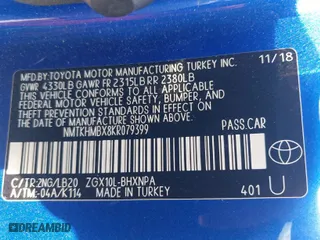 MFD.BY:TOYOTA MOTOR MANUFACTURING TURKEY INC.
11/18
GVWR 4330LB GAWR FR 2315LB RR 2380LB
THIS VEHICLE CONFORMS TO ALL APPLICABLE
FEDERAL MOTOR VEHICLE SAFETY,
BUMPER, AND THEFT PREVENTION
STANDARDS IN EFFECT ON THE DATE OF
MANUFACTURE SHOWN ABOVE.
NMTKHMBX8KR079399
PASS.CAR
C/TR:2NG/LB20 ZGX10L-BHXNPA
A/TM:-04A/K114 MADE IN TURKEY
401 U